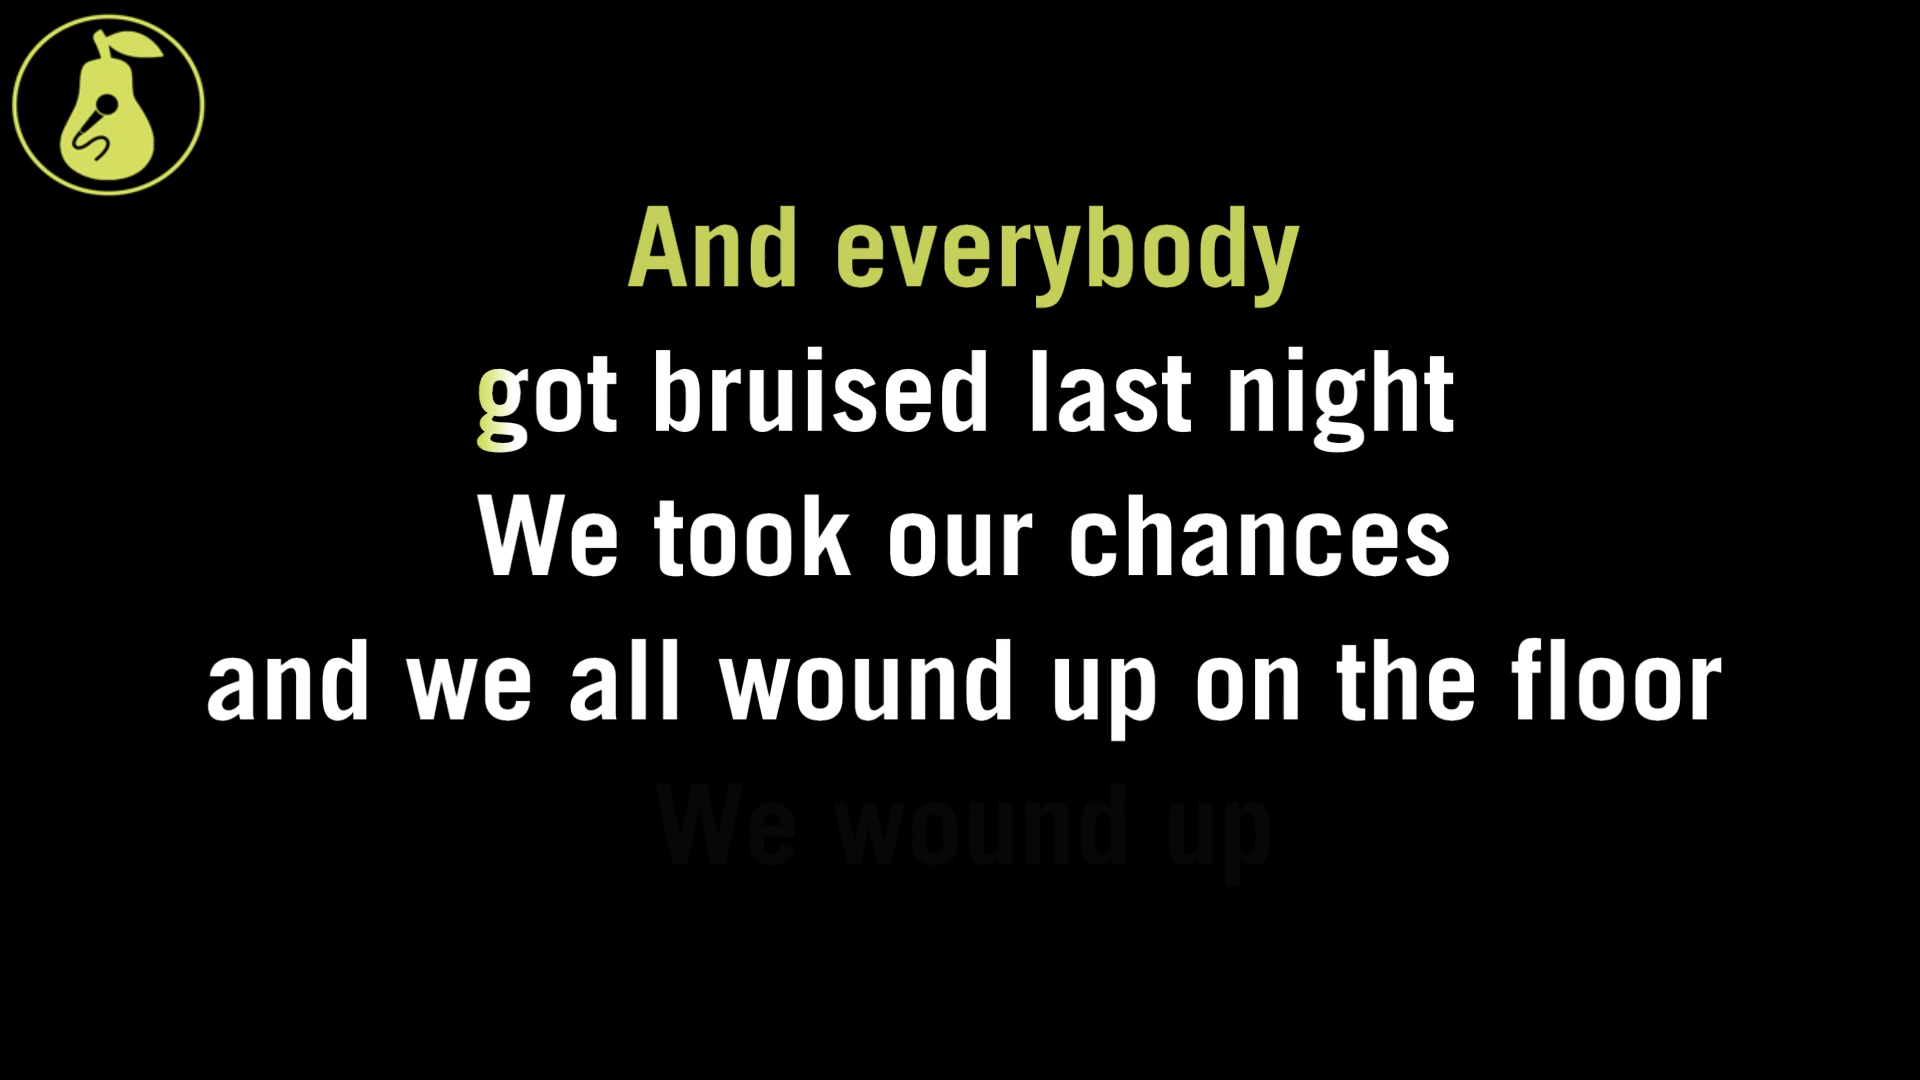 And everybody
got bruised last night
We took our chances
and we all wound up on the floor
We wound up